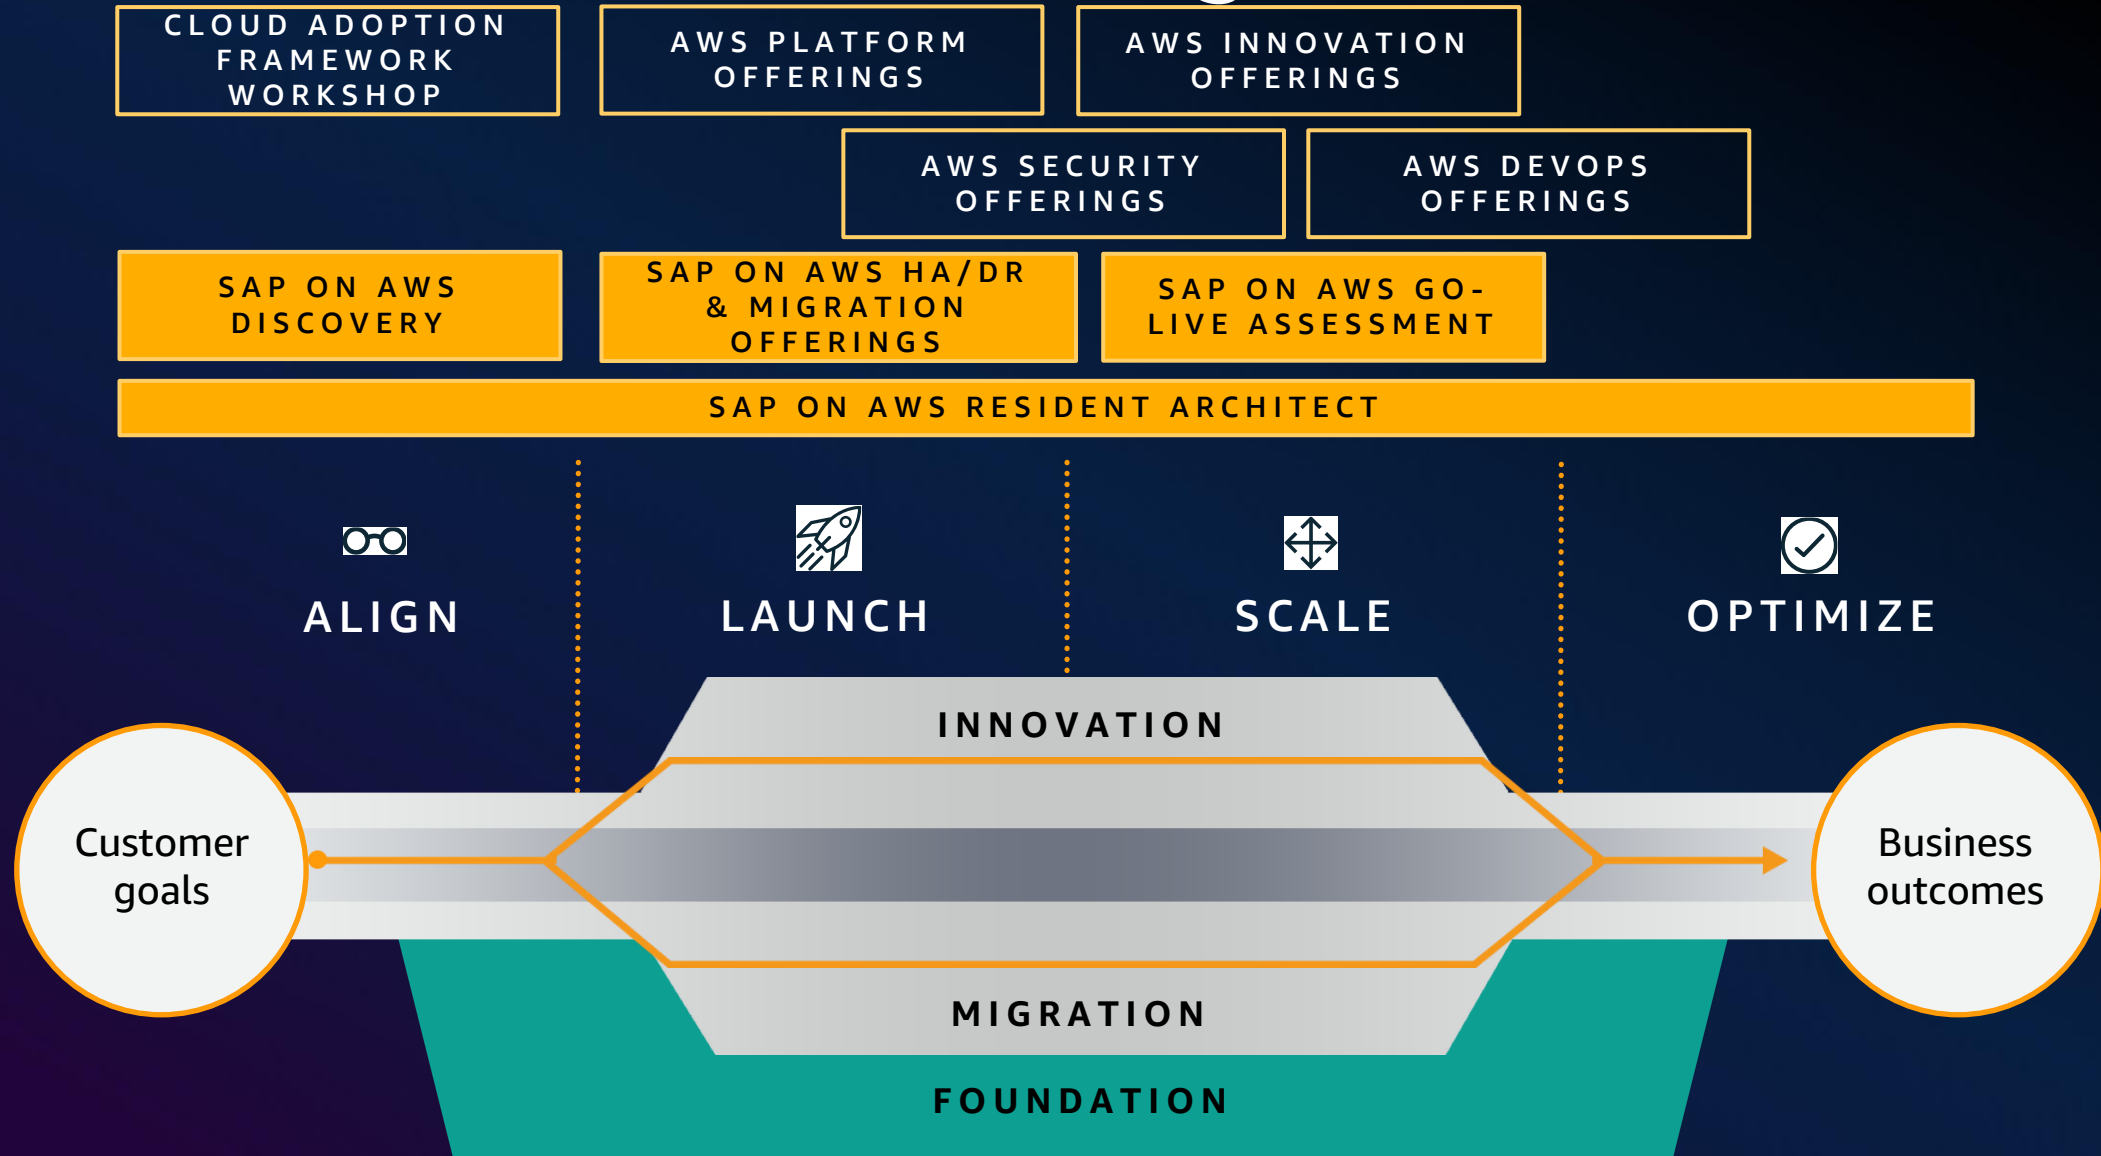 CLOUD ADOPTION
FRAMEWORK
WORKSHOP
AWS PLATFORM
OFFERINGS
AWS INNOVATION
OFFERINGS
AWS SECURITY
OFFERINGS
AWS DEVOPS
OFFERINGS
SAP ON AWS
DISCOVERY
SAP ON AWS HA/DR
& MIGRATION
OFFERINGS
SAP ON AWS GO-
LIVE ASSESSMENT
SAP ON AWS RESIDENT ARCHITECT
ALIGN
LAUNCH
SCALE
OPTIMIZE
INNOVATION
Customer
goals
Business
outcomes
MIGRATION
FOUNDATION